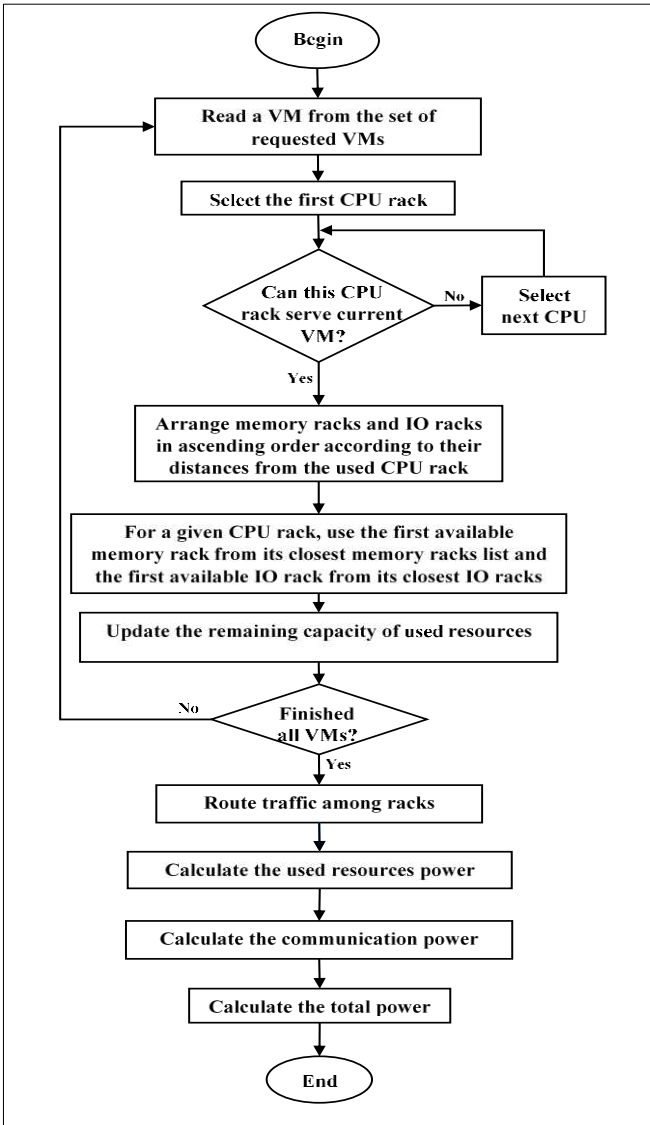 Begin
Read a VM from the set of
requested VMs
Select the first CPU rack
Can this CPU
rack serve current
VM?
No
Select
next CPU
Yes
Arrange memory racks and IO racks
in ascending order according to their
distances from the used CPU rack
For a given CPU rack, use the first available
memory rack from its closest memory racks list and
the first available IO rack from its closest IO racks
Update the remaining capacity of used resources
No
Finished
all VMs?
Yes
Route traffic among racks
Calculate the used resources power
Calculate the communication power
Calculate the total power
End